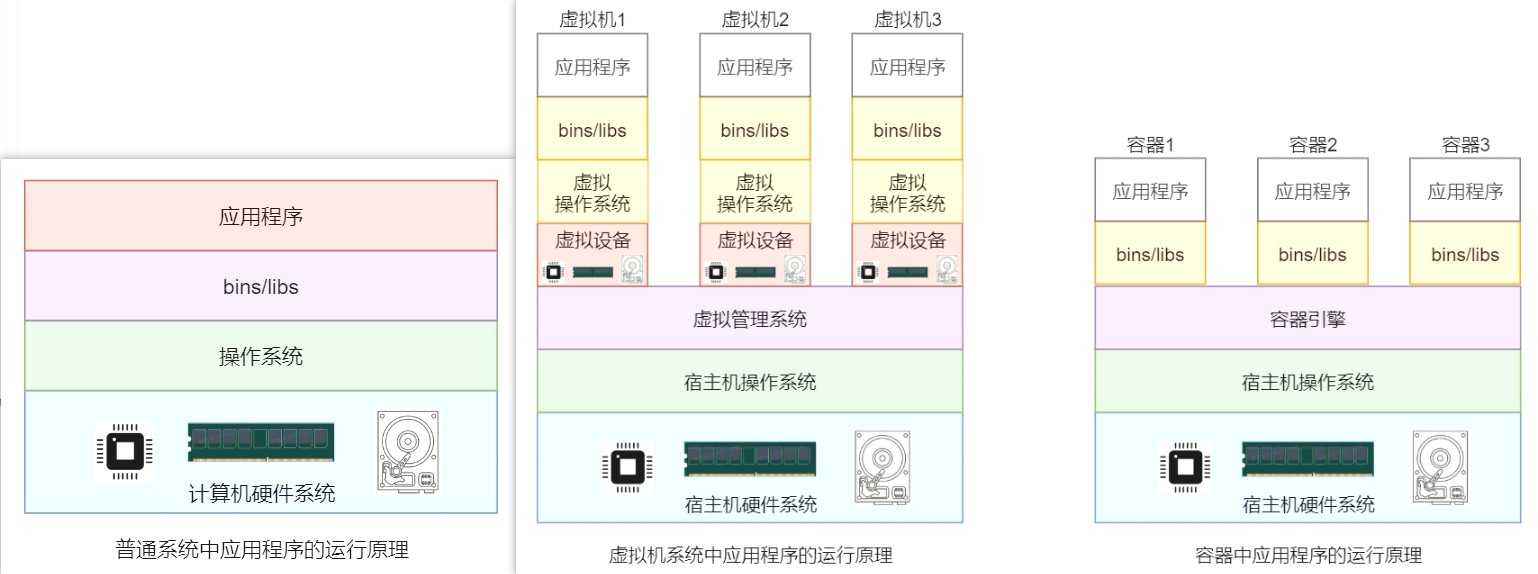 应用程序
bins/libs
操作系统
计算机硬件系统
普通系统中应用程序的运行原理
虚拟机1
虚拟机2
虚拟机3
应用程序
应用程序
应用程序
bins/libs
bins/libs
bins/libs
虚拟
操作系统
虚拟
操作系统
虚拟
操作系统
虚拟设备
虚拟设备
虚拟设备
虚拟管理系统
宿主机操作系统
宿主机硬件系统
虚拟机系统中应用程序的运行原理
容器1
容器2
容器3
应用程序
应用程序
应用程序
bins/libs
bins/libs
bins/libs
容器引擎
宿主机操作系统
宿主机硬件系统
容器中应用程序的运行原理